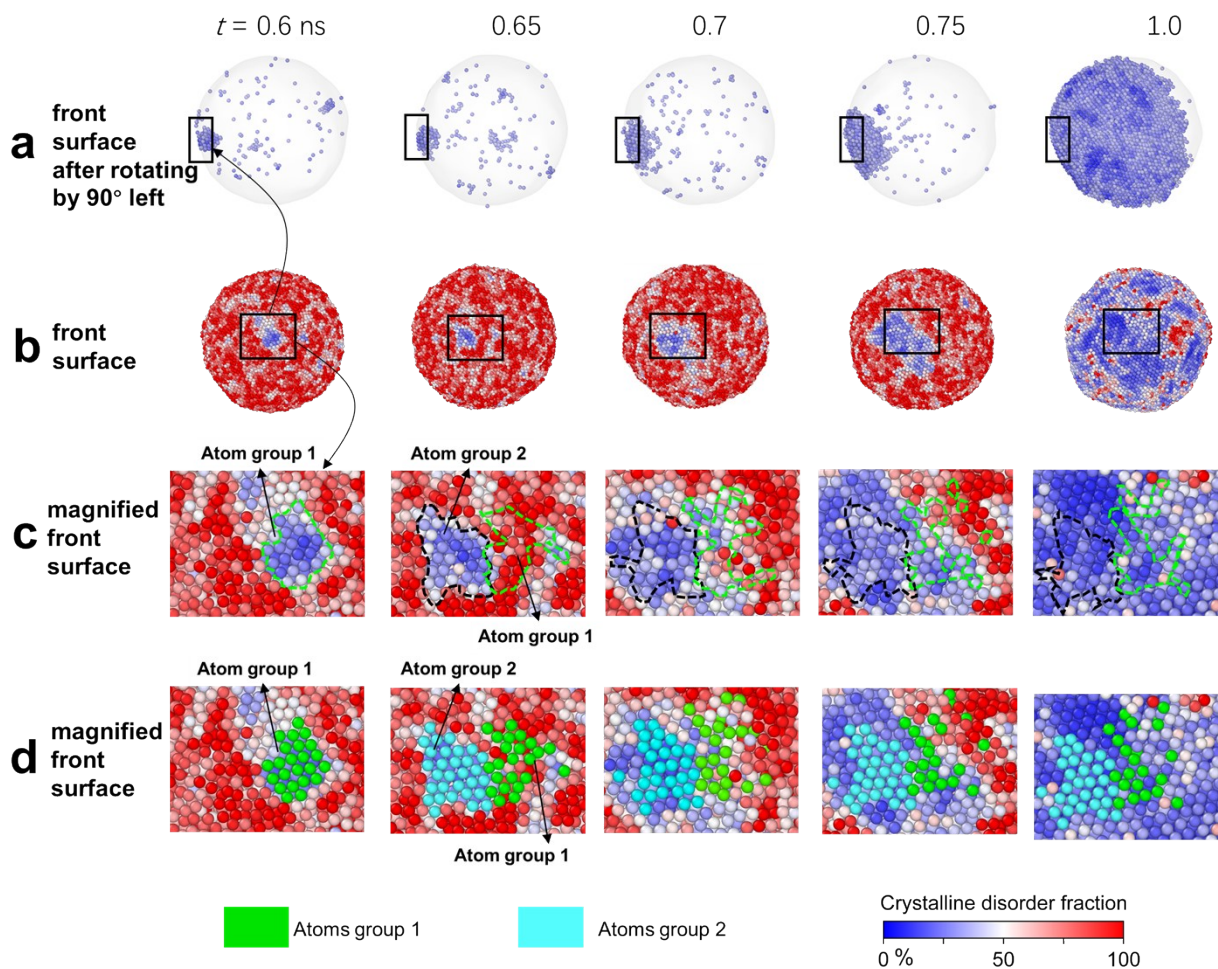 t = 0.6 ns 0.65 0.7 0.75 1.0
a
front
surface
after rotating
by 90° left
b
front
surface
Atom group 1
Atom group 2
c
magnified
front
surface
Atom group 1
Atom group 1
Atom group 2
d
magnified
front
surface
Atom group 1
Atoms group 1
Atoms group 2
Crystalline disorder fraction
0 % 50 100